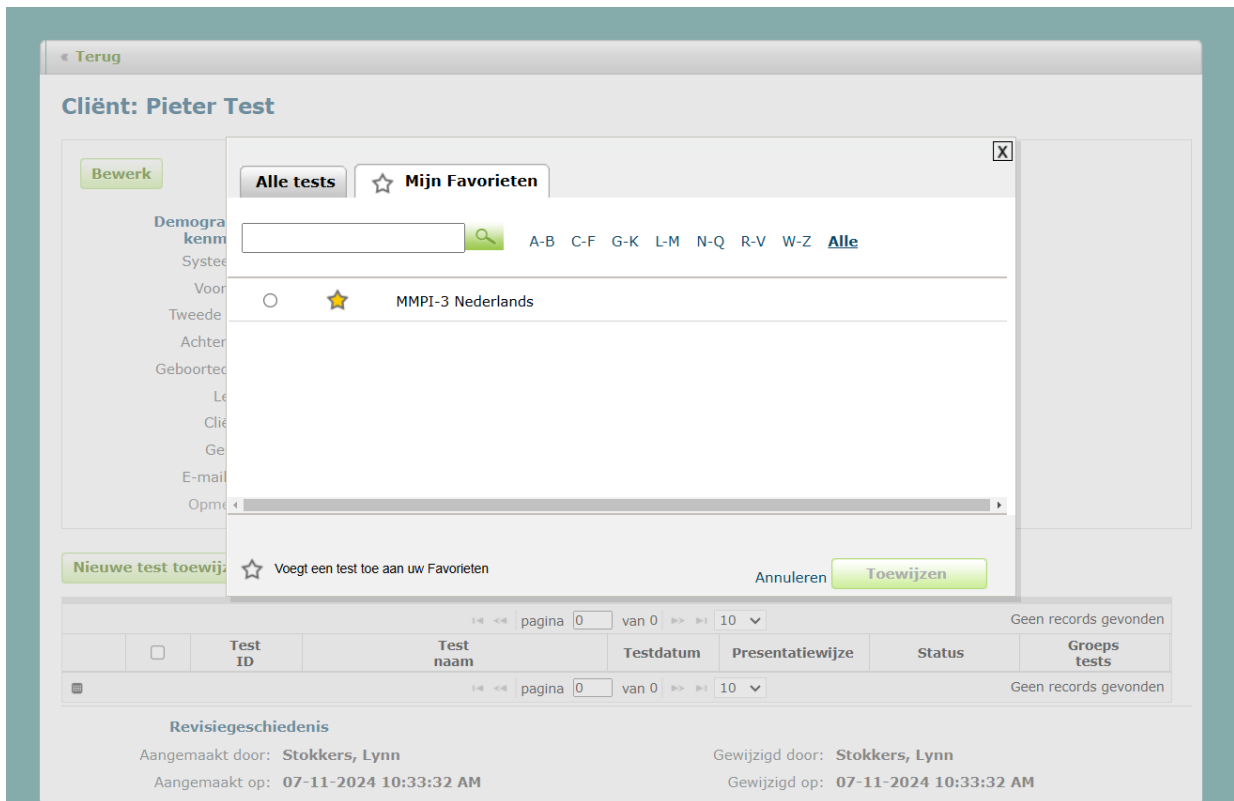 « Terug
Cliënt: Pieter Test
X
Bewerk
Alle tests
Mijn Favorieten
Demogra
kenm
A-B C-F G-K L-M N-Q R-V W-Z Alle
Systee
Voor
MMPI-3 Nederlands
Tweede
Achter
Geboorted
Le
Clië
Ge
E-mail
Opme
Nieuwe test toewijz
Voegt een test toe aan uw Favorieten
Annuleren
Toewijzen
pagina 0 van 0 10 Geen records gevonden
Test ID
Test naam
Testdatum
Presentatiewijze
Status
Groeps tests
pagina 0 van 0 10 Geen records gevonden
Revisiegeschiedenis
Aangemaakt door: Stokkers, Lynn Gewijzigd door: Stokkers, Lynn
Aangemaakt op: 07-11-2024 10:33:32 AM Gewijzigd op: 07-11-2024 10:33:32 AM